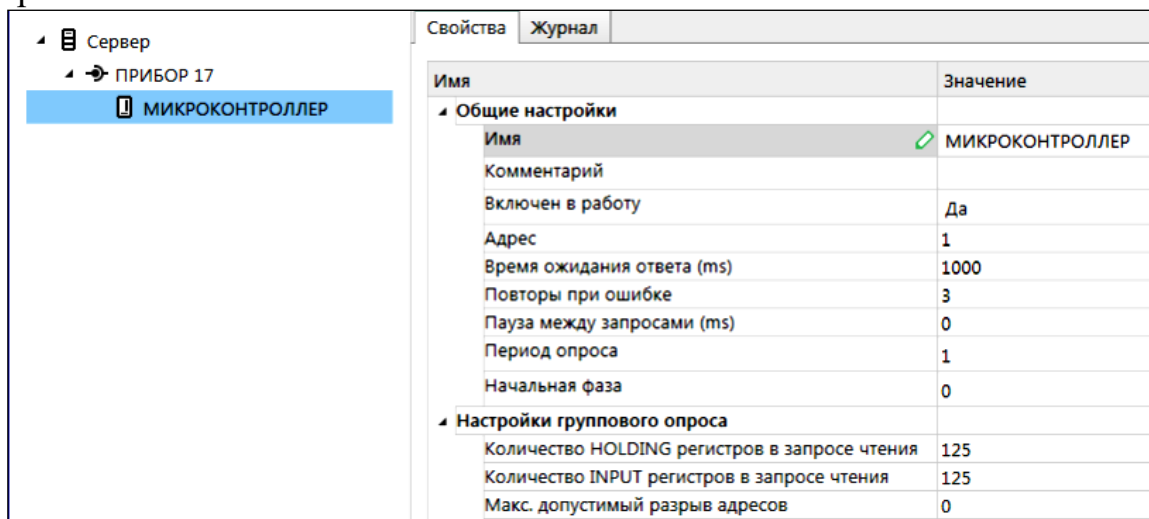 Сервер
ПРИБОР 17
МИКРОКОНТРОЛЛЕР
Свойства Журнал
Имя Значение
Общие настройки
Имя МИКРОКОНТРОЛЛЕР
Комментарий
Включен в работу Да
Адрес 1
Время ожидания ответа (ms) 1000
Повторы при ошибке 3
Пауза между запросами (ms) 0
Период опроса 1
Начальная фаза 0
Настройки группового опроса
Количество HOLDING регистров в запросе чтения 125
Количество INPUT регистров в запросе чтения 125
Макс. допустимый разрыв адресов 0